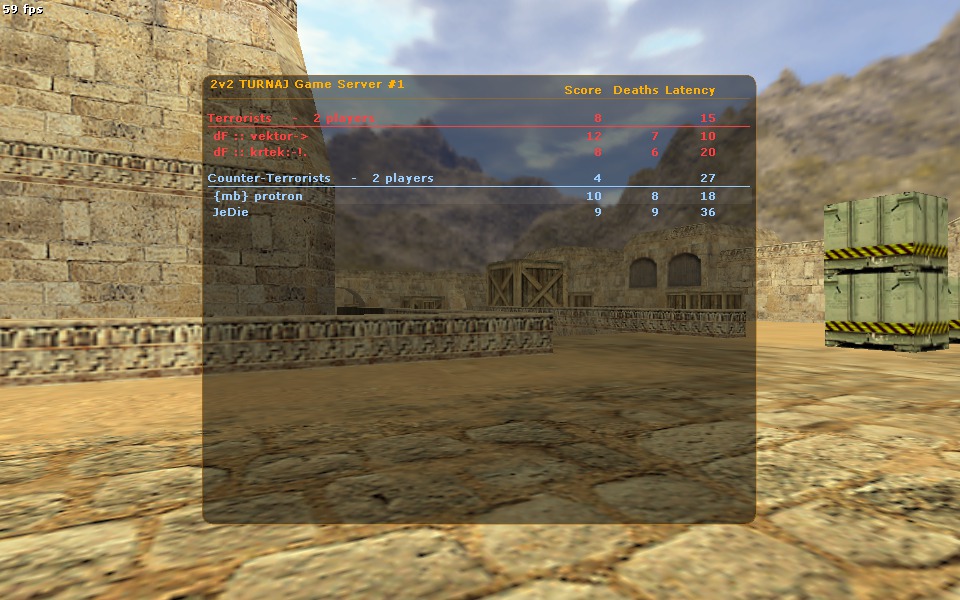 59 fps
2v2 TURNAJ Game Server #1 Score Deaths Latency
Terrorists - 2 players 8 15
dF :: vektor-> 12 7 10
dF :: krtek:-!. 8 6 20
Counter-Terrorists - 2 players 4 27
{mb} protron 10 8 18
JeDie 9 9 36